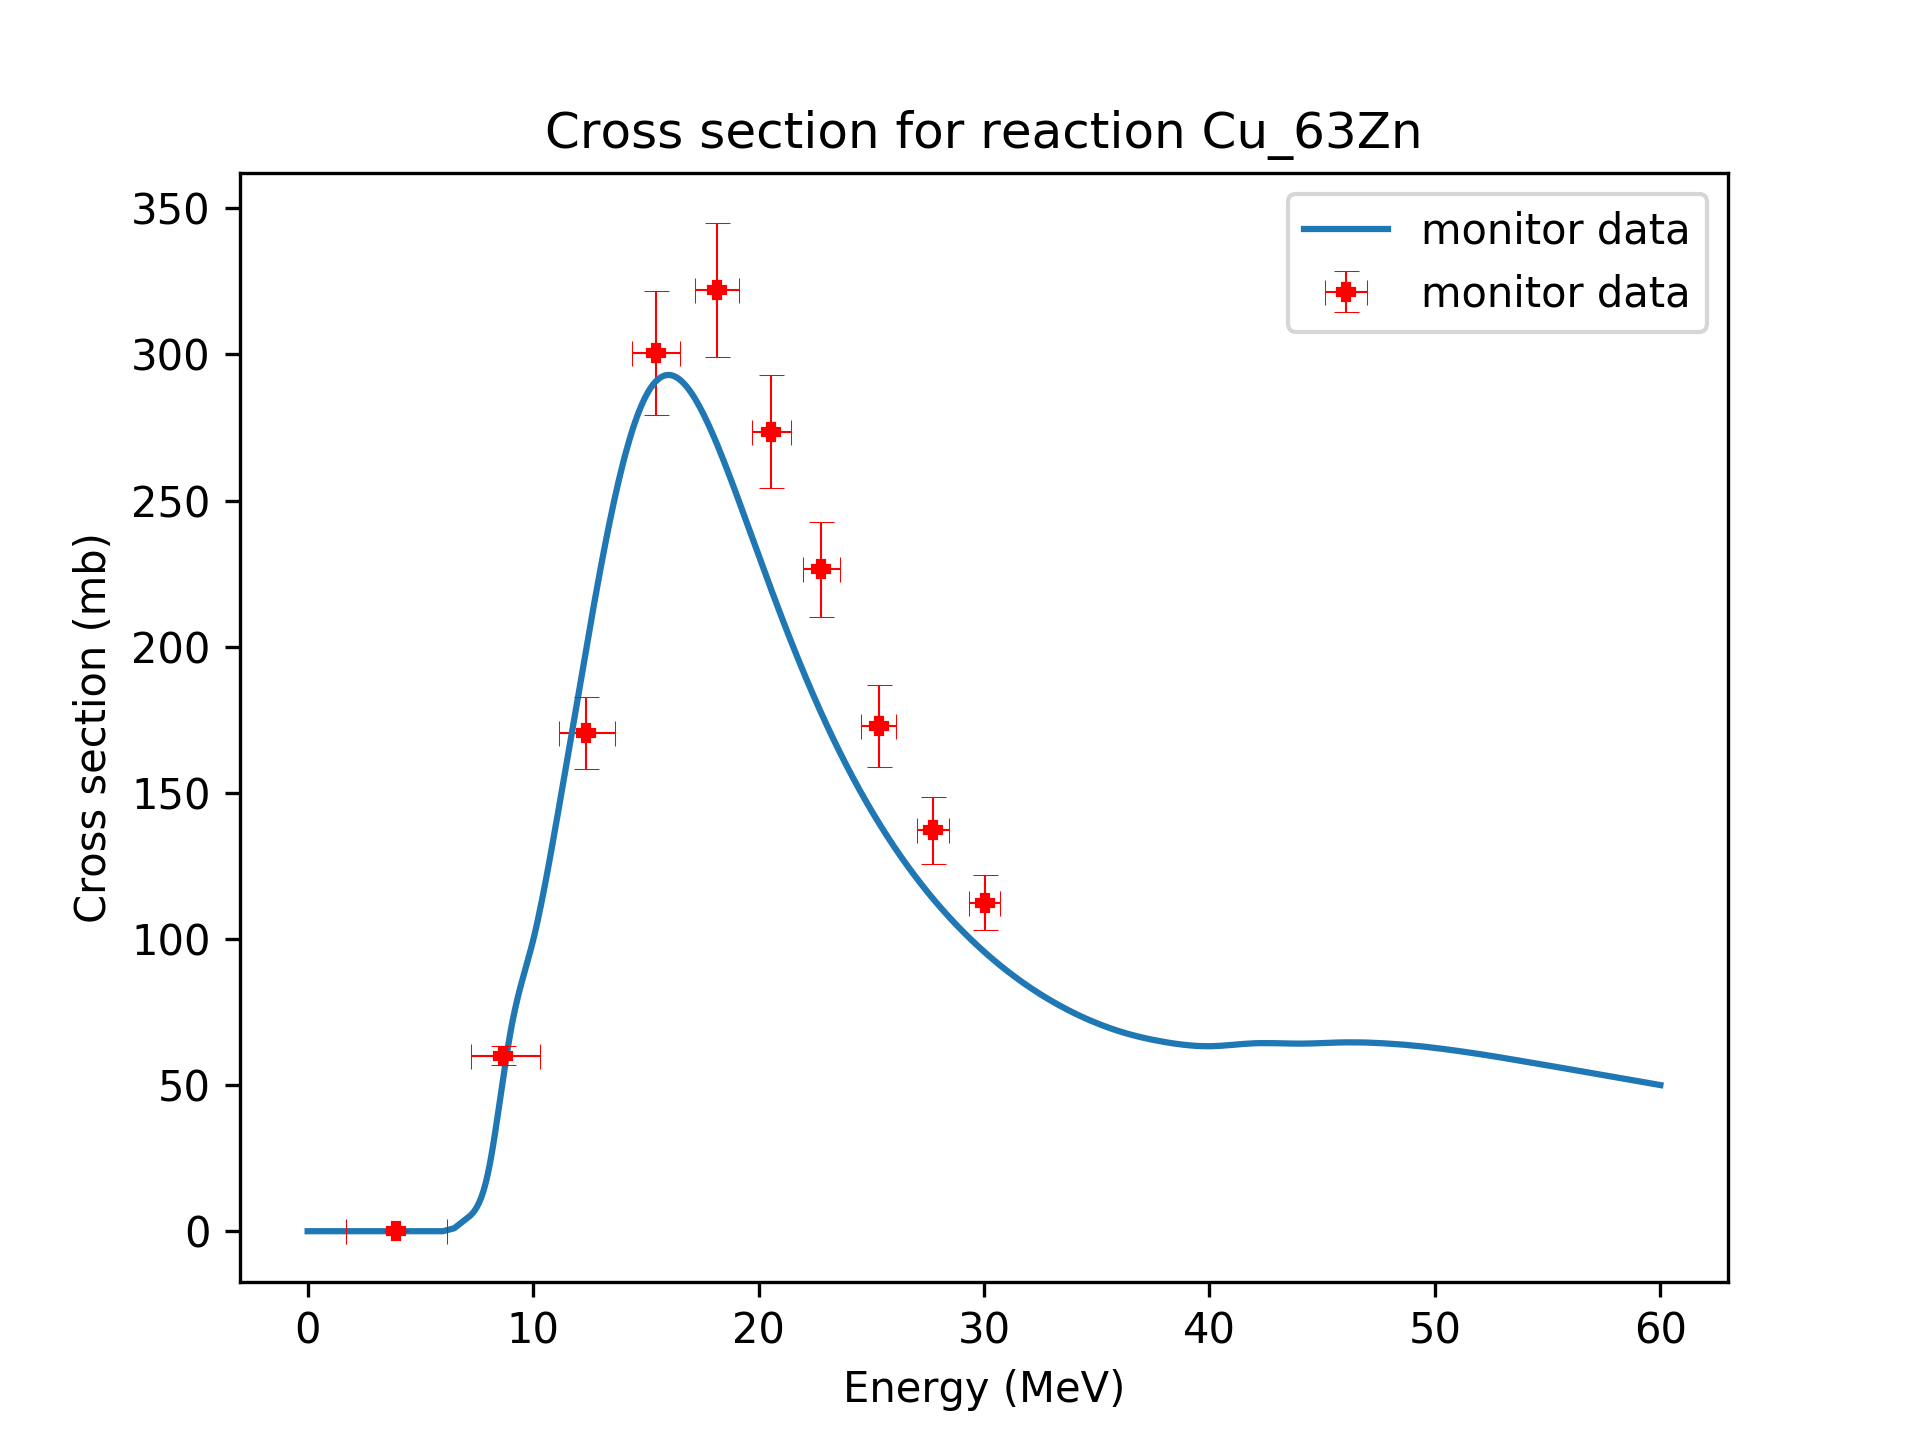 Cross section for reaction Cu_63Zn
monitor data
monitor data
350
300
250
200
150
100
50
0
Cross section (mb)
0 10 20 30 40 50 60
Energy (MeV)